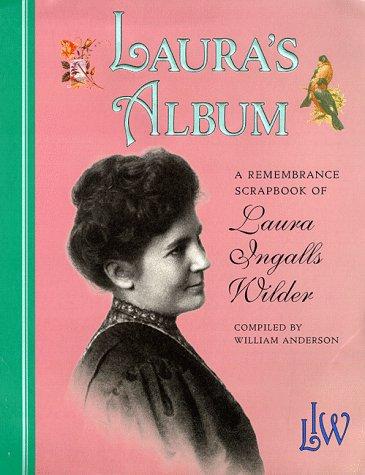 LAURA'S
ALBUM
A REMEMBRANCE
SCRAPBOOK OF
Laura
Ingalls
Wilder
COMPILED BY
WILLIAM ANDERSON
LIW